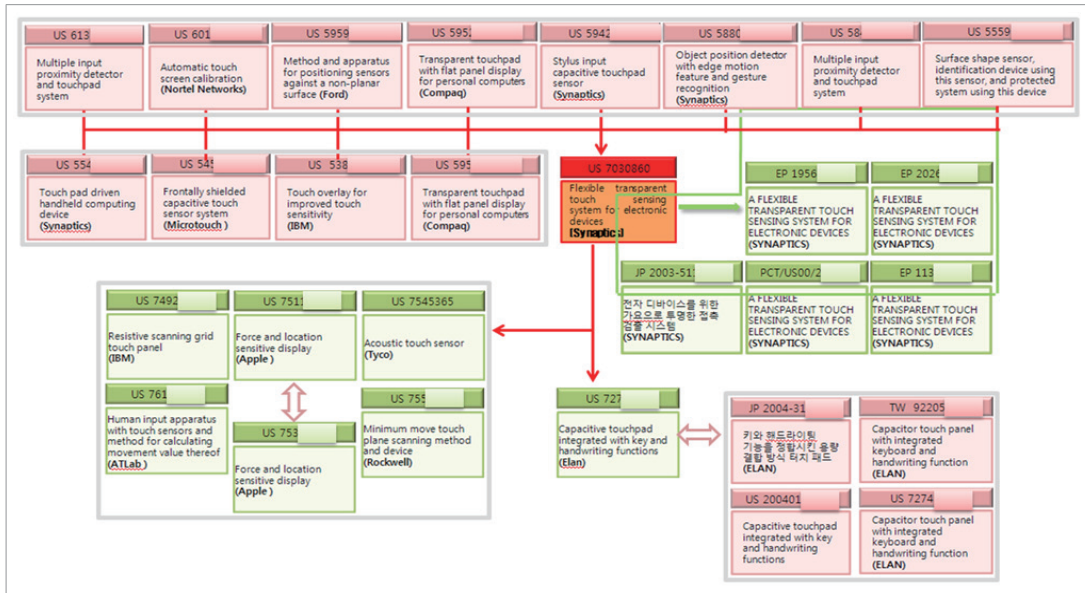 US 613
US 601
US 5959
US 5952
US 5942
US 5880
US 58
US 5559
Multiple input
proximity detector
and touchpad
system
Automatic touch
screen calibration
(Nortel Networks)
Method and apparatus
for positioning sensors
against a non-planar
surface (Ford)
Transparent touchpad
with flat panel display
for personal computers
(Compaq)
Stylus input
capacitive touchpad
sensor
(Synaptics)
Object position detector
with edge motion
feature and gesture
recognition
(Synaptics)
Multiple input
proximity detector
and touchpad
system
Surface shape sensor,
identification device using
this sensor, and protected
system using this device
US 554
US 545
US 538
US 595
Touch pad driven
handheld computing
device
(Synaptics)
Frontally shielded
capacitive touch
sensor system
(Microtouch )
Touch overlay for
improved touch
sensitivity
(IBM)
Transparent touchpad
with flat panel display
for personal computers
(Compaq)
US 7030860
Flexible transparent
touch sensing
system for electronic
devices
(Synaptics)
EP 1956
EP 2026
A FLEXIBLE
TRANSPARENT TOUCH
SENSING SYSTEM FOR
ELECTRONIC DEVICES
(SYNAPTICS)
A FLEXIBLE
TRANSPARENT TOUCH
SENSING SYSTEM FOR
ELECTRONIC DEVICES
(SYNAPTICS)
JP 2003-51
PCT/US00/2
EP 113
전자 디바이스를 위한
가요으로 투명한 접촉
검출 시스템
(SYNAPTICS)
A FLEXIBLE
TRANSPARENT TOUCH
SENSING SYSTEM FOR
ELECTRONIC DEVICES
(SYNAPTICS)
A FLEXIBLE
TRANSPARENT TOUCH
SENSING SYSTEM FOR
ELECTRONIC DEVICES
(SYNAPTICS)
US 7492
US 7511
US 7545365
Resistive scanning grid
touch panel
(IBM)
Force and location
sensitive display
(Apple )
Acoustic touch sensor
(Tyco)
US 761
US 753
US 755
Human input apparatus
with touch sensors and
method for calculating
movement value thereof
(ATLab )
Force and location
sensitive display
(Apple )
Minimum move touch
plane scanning method
and device
(Rockwell)
US 727
Capacitive touchpad
integrated with key and
handwriting functions
(Elan)
JP 2004-31
TW 92205
키와 핸드라이팅
기능을 정합시킨 용량
결합 방식 터치 패드
(ELAN)
Capacitor touch panel
with integrated
keyboard and
handwriting function
(ELAN)
US 200401
US 7274
Capacitive touchpad
integrated with key
and handwriting
functions
Capacitor touch panel
with integrated
keyboard and
handwriting function
(ELAN)